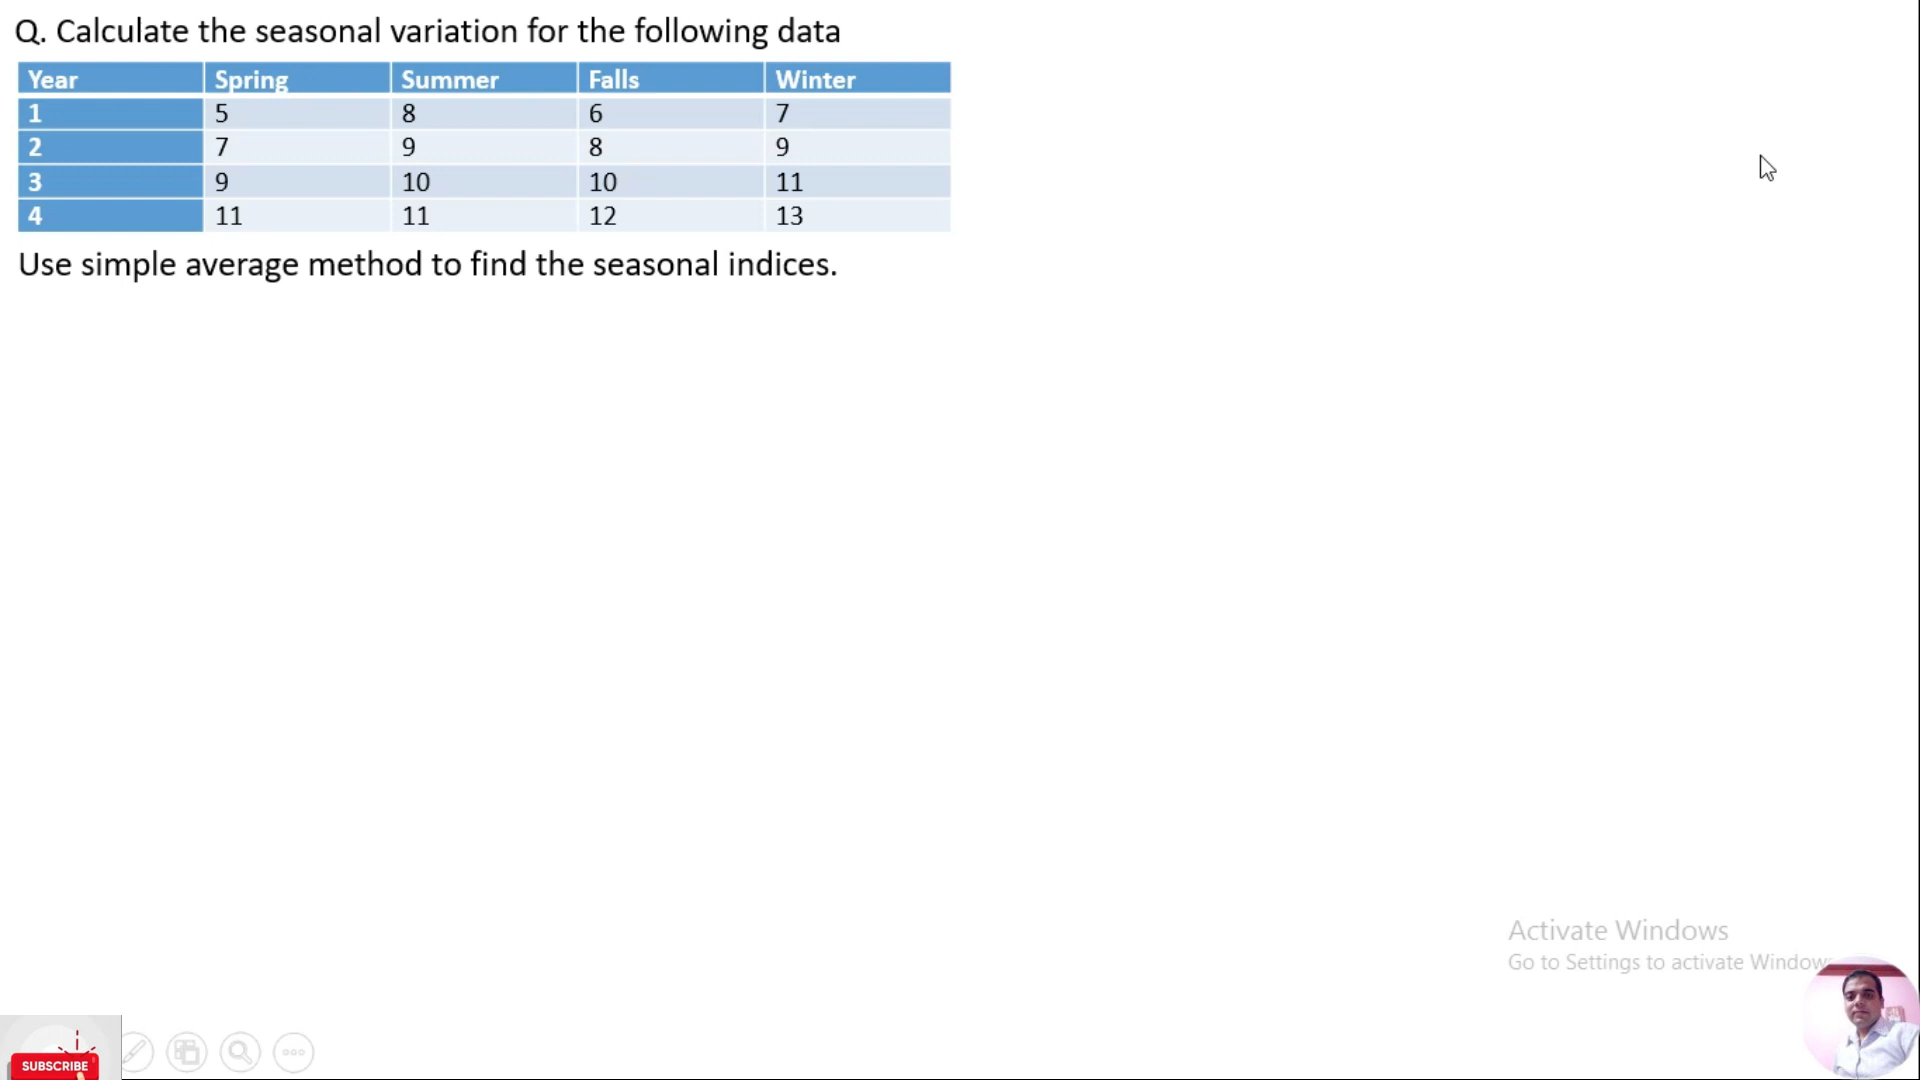 Q. Calculate the seasonal variation for the following data
Year Spring Summer Falls Winter
1 5 8 6 7
2 7 9 8 9
3 9 10 10 11
4 11 11 12 13
Use simple average method to find the seasonal indices.
Activate Windows
Go to Settings to activate Window
SUBSCRIBE